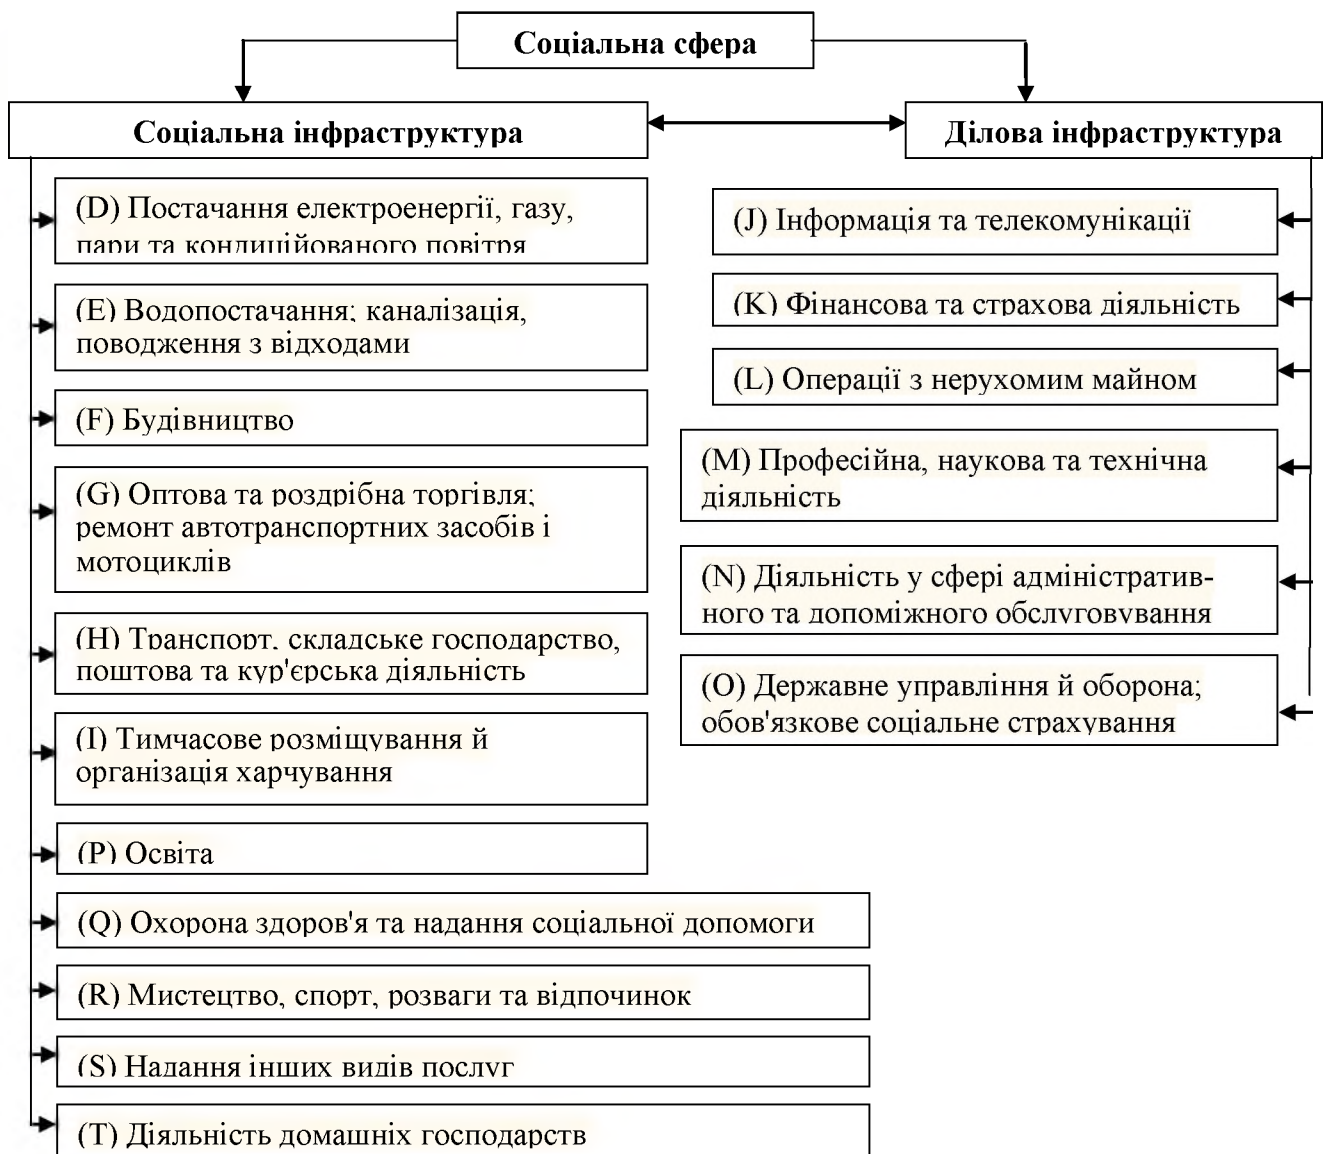 Соціальна сфера
Соціальна інфраструктура
Ділова інфраструктура
(D) Постачання електроенергії, газу,
пари та кондиційованого повітря
(E) Водопостачання; каналізація,
поводження з відходами
(F) Будівництво
(G) Оптова та роздрібна торгівля;
ремонт автотранспортних засобів і
мотоциклів
(H) Транспорт, складське господарство,
поштова та кур'єрська діяльність
(I) Тимчасове розміщування й
організація харчування
(P) Освіта
(Q) Охорона здоров'я та надання соціальної допомоги
(R) Мистецтво, спорт, розваги та відпочинок
(S) Надання інших видів послуг
(T) Діяльність домашніх господарств
(J) Інформація та телекомунікації
(K) Фінансова та страхова діяльність
(L) Операції з нерухомим майном
(M) Професійна, наукова та технічна
діяльність
(N) Діяльність у сфері адміністратив-
ного та допоміжного обслуговування
(O) Державне управління й оборона;
обов'язкове соціальне страхування